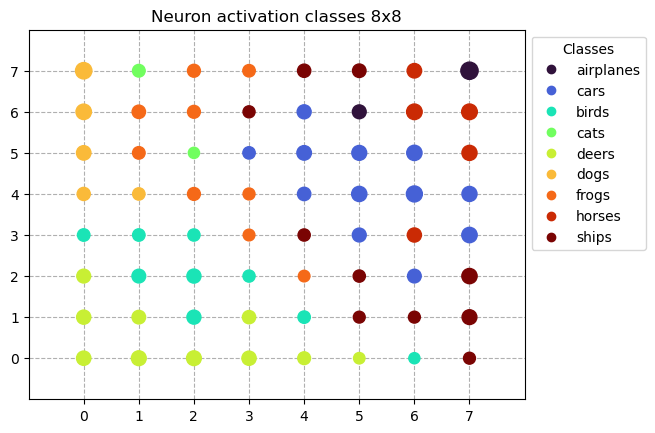 Neuron activation classes 8x8
7
6
5
4
3
2
1
0
0 1 2 3 4 5 6 7
Classes
airplanes
cars
birds
cats
deers
dogs
frogs
horses
ships